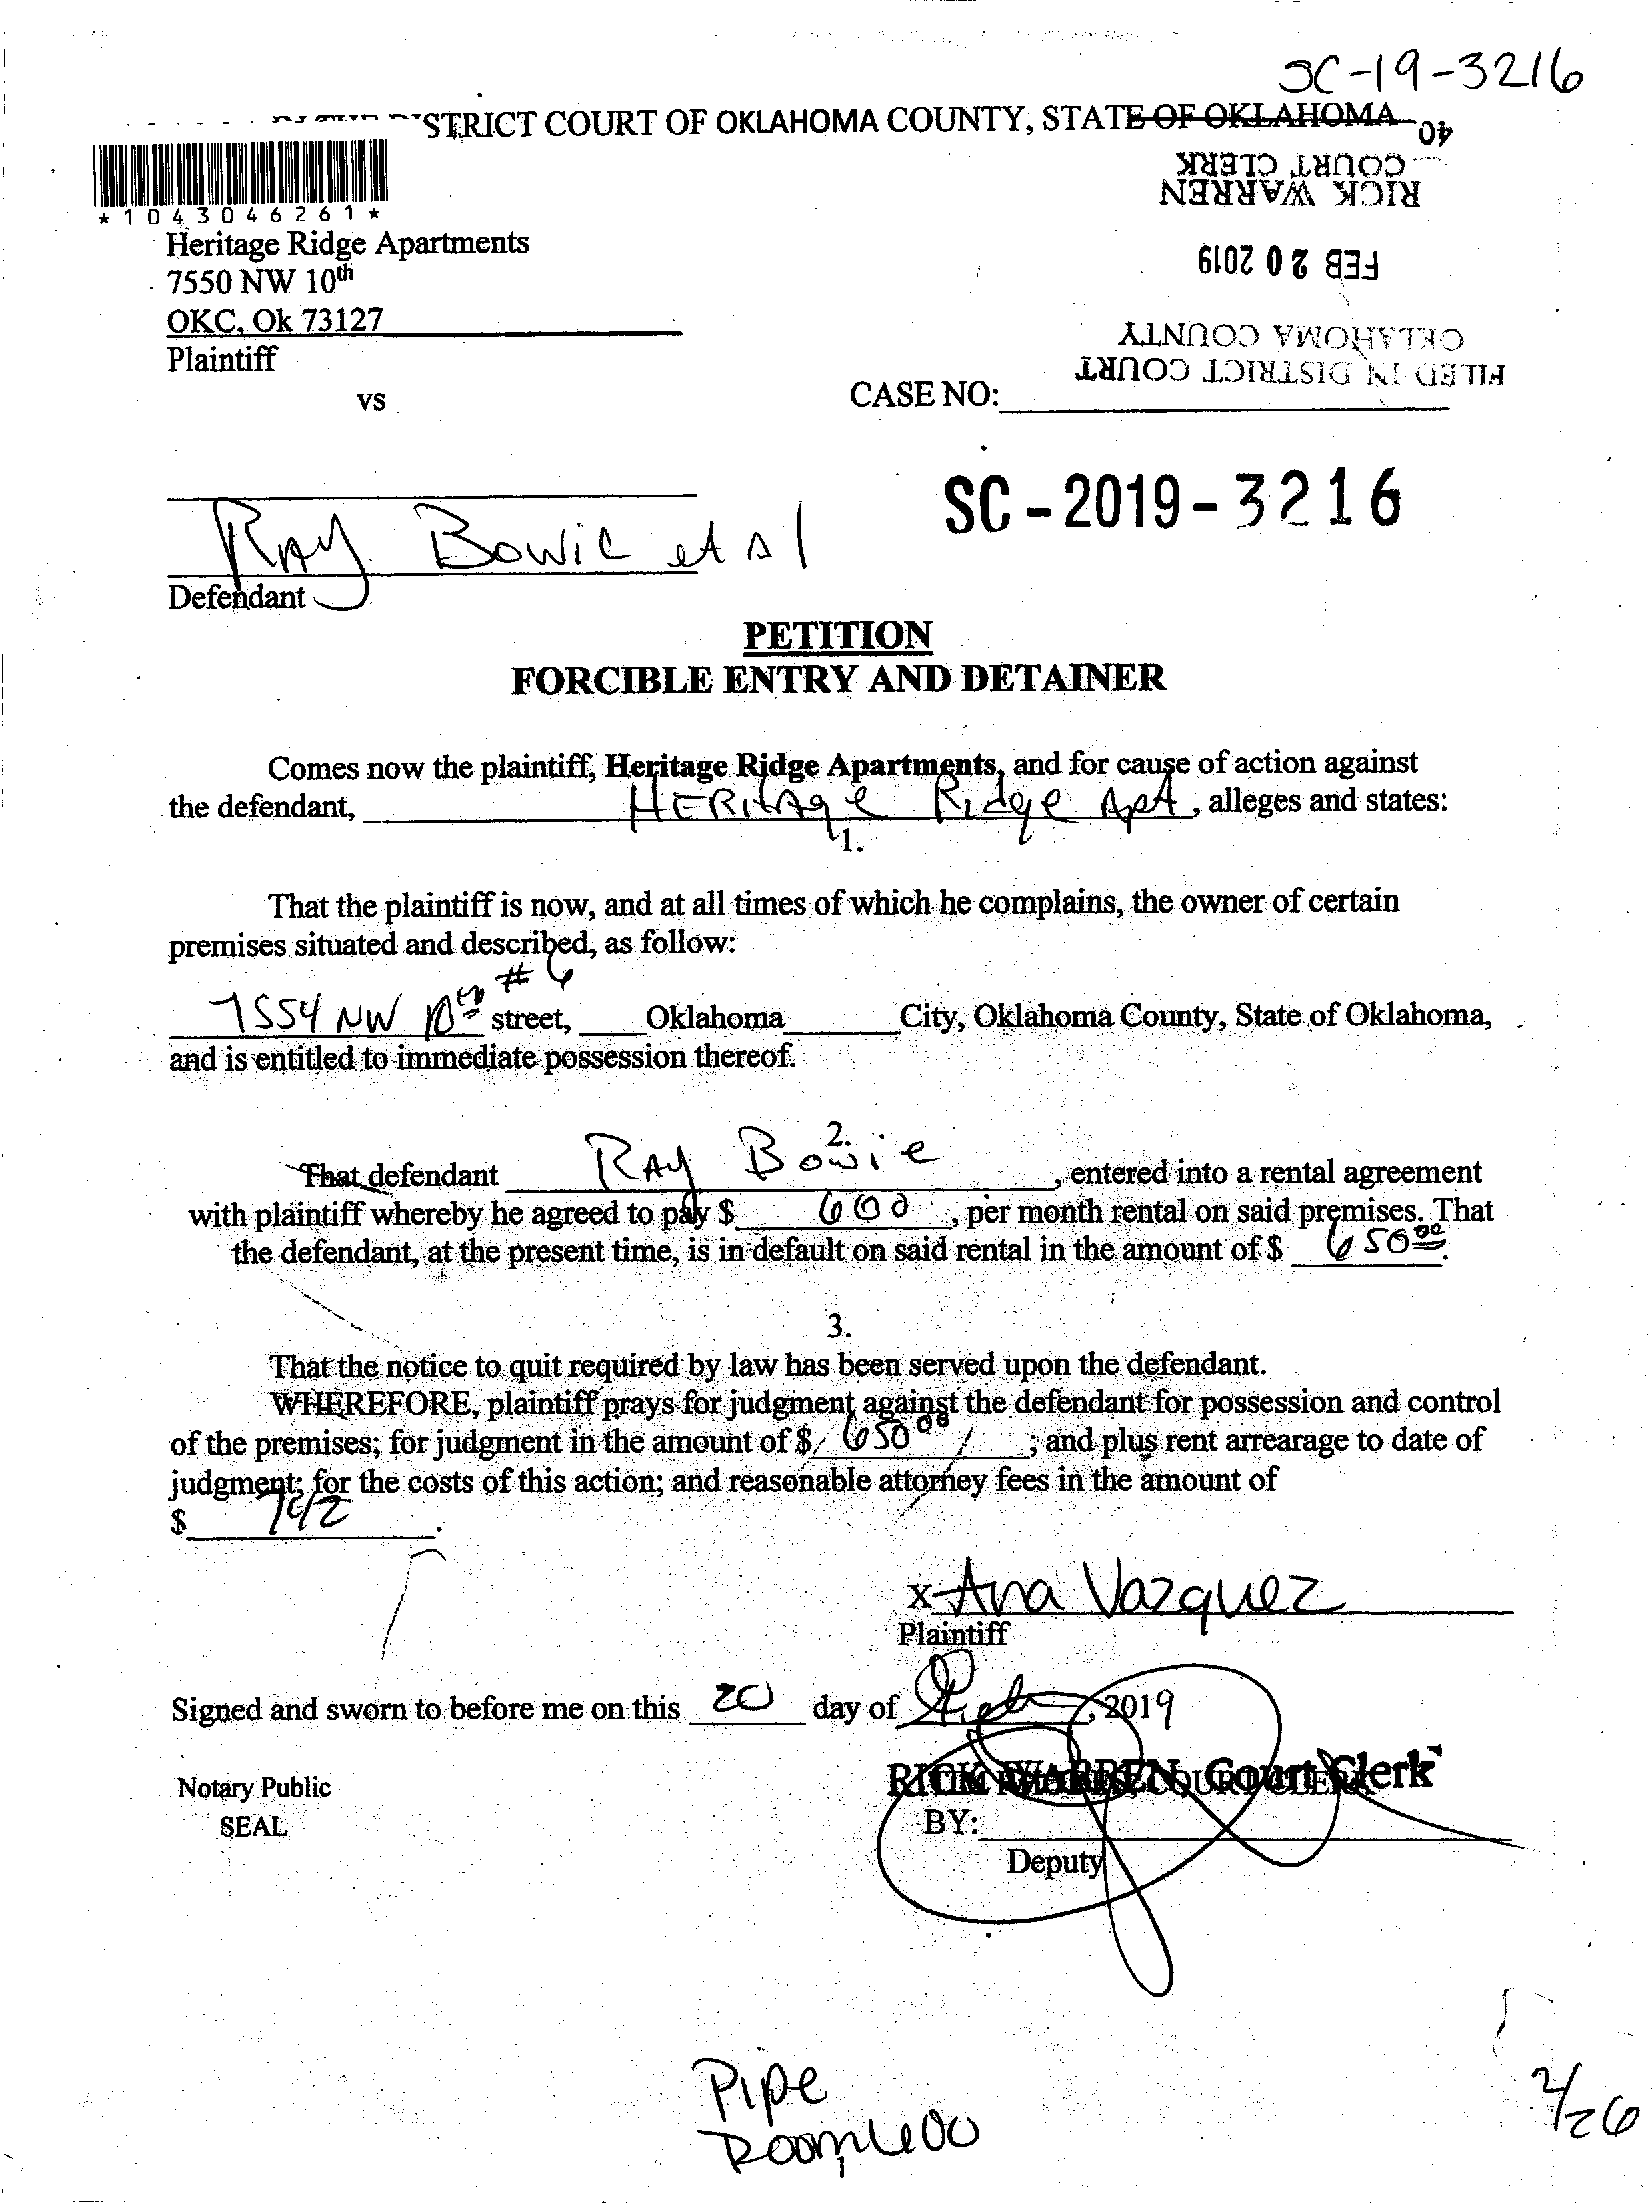 SC-19-3216
STRICT COURT OF OKLAHOMA COUNTY, STATE OF OKLAHOMA
40
COURT CLERK
RICK WARREN
*1043046261*
Heritage Ridge Apartments
FEB 20 2019
7550 NW 10th
OKC, Ok 73127
OKLAHOMA COUNTY
Plaintiff
FILED IN DISTRICT COURT
vs
CASE NO:
SC-2019-3216
Ray Bowie et al
Defendant
PETITION
FORCIBLE ENTRY AND DETAINER
Comes now the plaintiff, Heritage Ridge Apartments, and for cause of action against
the defendant, HERitAge Ridge Apt, alleges and states:
1.
That the plaintiff is now, and at all times of which he complains, the owner of certain
premises situated and described, as follow:
7554 NW 10th #6 street, Oklahoma City, Oklahoma County, State of Oklahoma,
and is entitled to immediate possession thereof.
2.
That defendant Ray Bowie, entered into a rental agreement
with plaintiff whereby he agreed to pay $ 600, per month rental on said premises. That
the defendant, at the present time, is in default on said rental in the amount of $ 650.00.
3.
That the notice to quit required by law has been served upon the defendant.
WHEREFORE, plaintiff prays for judgment against the defendant for possession and control
of the premises; for judgment in the amount of $ 650.00; and plus rent arrearage to date of
judgment; for the costs of this action; and reasonable attorney fees in the amount of
$ 192.
x Ana Vazquez
Plaintiff
Signed and sworn to before me on this 20 day of Feb, 2019
RICK WARREN, Court Clerk
Notary Public
SEAL
BY:
Deputy
Pipe
Room 600
2/26